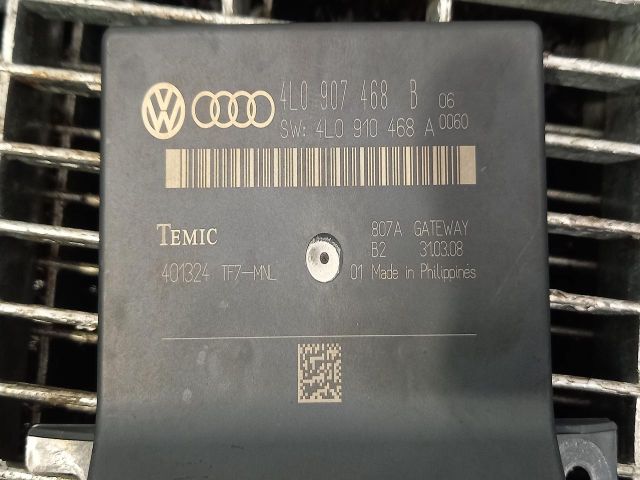 4L0 907 468 B 06
SW: 4L0 910 468 A 0060
TEMIC
807A GATEWAY
B2 31.03.08
401324 TF7-MNL 01 Made in Philippines